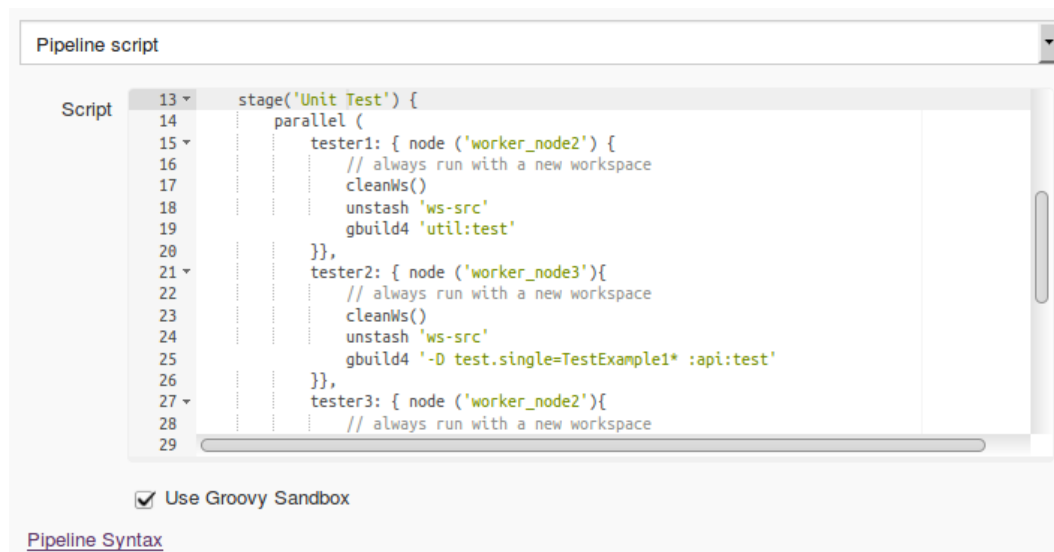 Pipeline script
Script
13 stage('Unit Test') {
14 parallel (
15 tester1: { node ('worker_node2') {
16 // always run with a new workspace
17 cleanWs()
18 unstash 'ws-src'
19 gbuild4 'util:test'
20 }},
21 tester2: { node ('worker_node3'){
22 // always run with a new workspace
23 cleanWs()
24 unstash 'ws-src'
25 gbuild4 '-D test.single=TestExample1* :api:test'
26 }},
27 tester3: { node ('worker_node2'){
28 // always run with a new workspace
29
Use Groovy Sandbox
Pipeline Syntax